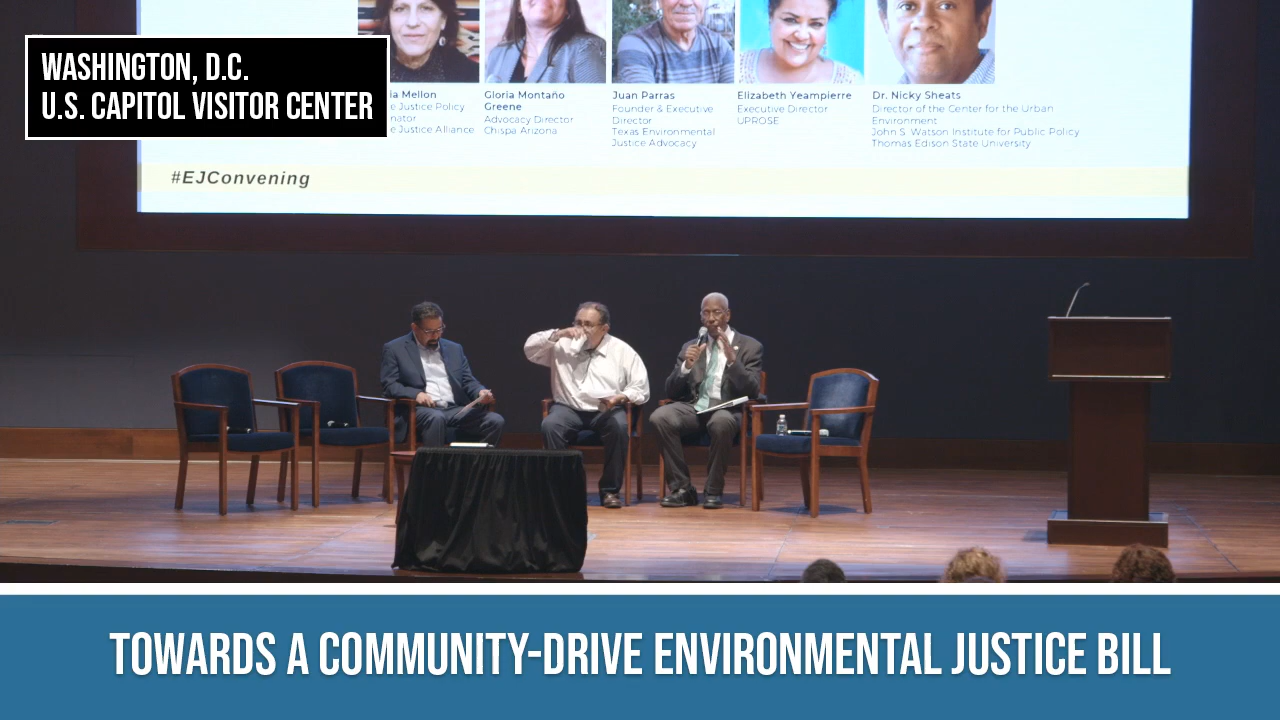 WASHINGTON, D.C.
U.S. CAPITOL VISITOR CENTER
Mellon
Justice Policy
Justice Alliance
Gloria Montaño
Greene
Advocacy Director
Chispa Arizona
Juan Parras
Founder & Executive
Director
Texas Environmental
Justice Advocacy
Elizabeth Yeampierre
Executive Director
UPROSE
Dr. Nicky Sheats
Director of the Center for the Urban
Environment
John S. Watson Institute for Public Policy
Thomas Edison State University
#EJConvening
TOWARDS A COMMUNITY-DRIVE ENVIRONMENTAL JUSTICE BILL